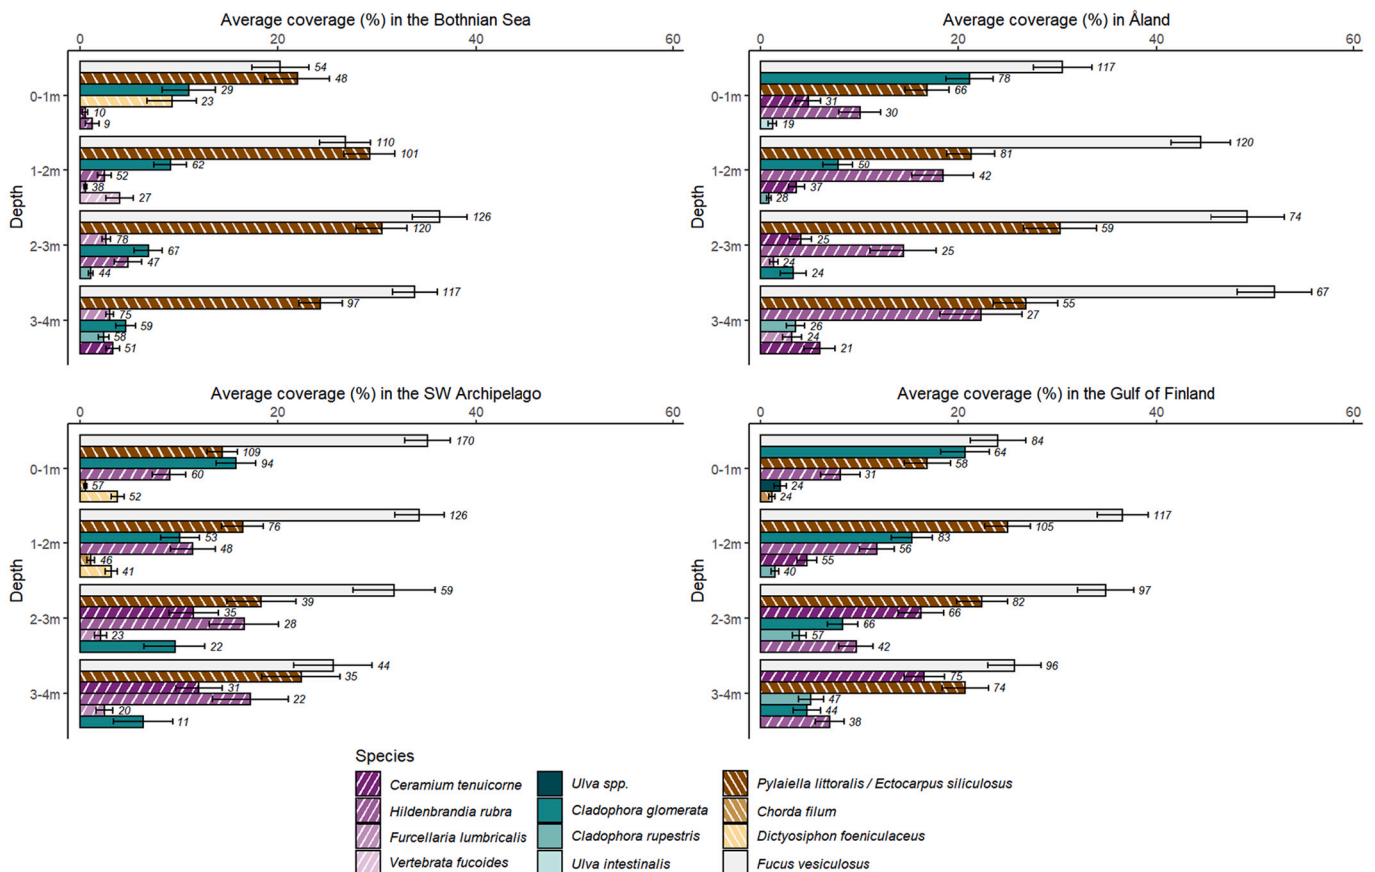 Average coverage (%) in the Bothnian Sea
0 20 40 60
Depth
0-1m
54
48
29
23
10
9
1-2m
110
101
62
52
38
27
2-3m
126
120
78
67
47
44
3-4m
117
97
75
59
58
51
Average coverage (%) in Åland
0 20 40 60
Depth
0-1m
117
78
66
31
30
19
1-2m
120
81
50
42
37
28
2-3m
74
59
25
25
24
24
3-4m
67
55
27
26
24
21
Average coverage (%) in the SW Archipelago
0 20 40 60
Depth
0-1m
170
109
94
60
57
52
1-2m
126
76
53
48
46
41
2-3m
59
39
35
28
23
22
3-4m
44
35
31
22
20
11
Average coverage (%) in the Gulf of Finland
0 20 40 60
Depth
0-1m
84
64
58
31
24
24
1-2m
117
105
83
56
55
40
2-3m
97
82
66
66
57
42
3-4m
96
75
74
47
44
38
Species
Ceramium tenuicorne
Hildenbrandia rubra
Furcellaria lumbricalis
Vertebrata fucoides
Ulva spp.
Cladophora glomerata
Cladophora rupestris
Ulva intestinalis
Pylaiella littoralis / Ectocarpus siliculosus
Chorda filum
Dictyosiphon foeniculaceus
Fucus vesiculosus